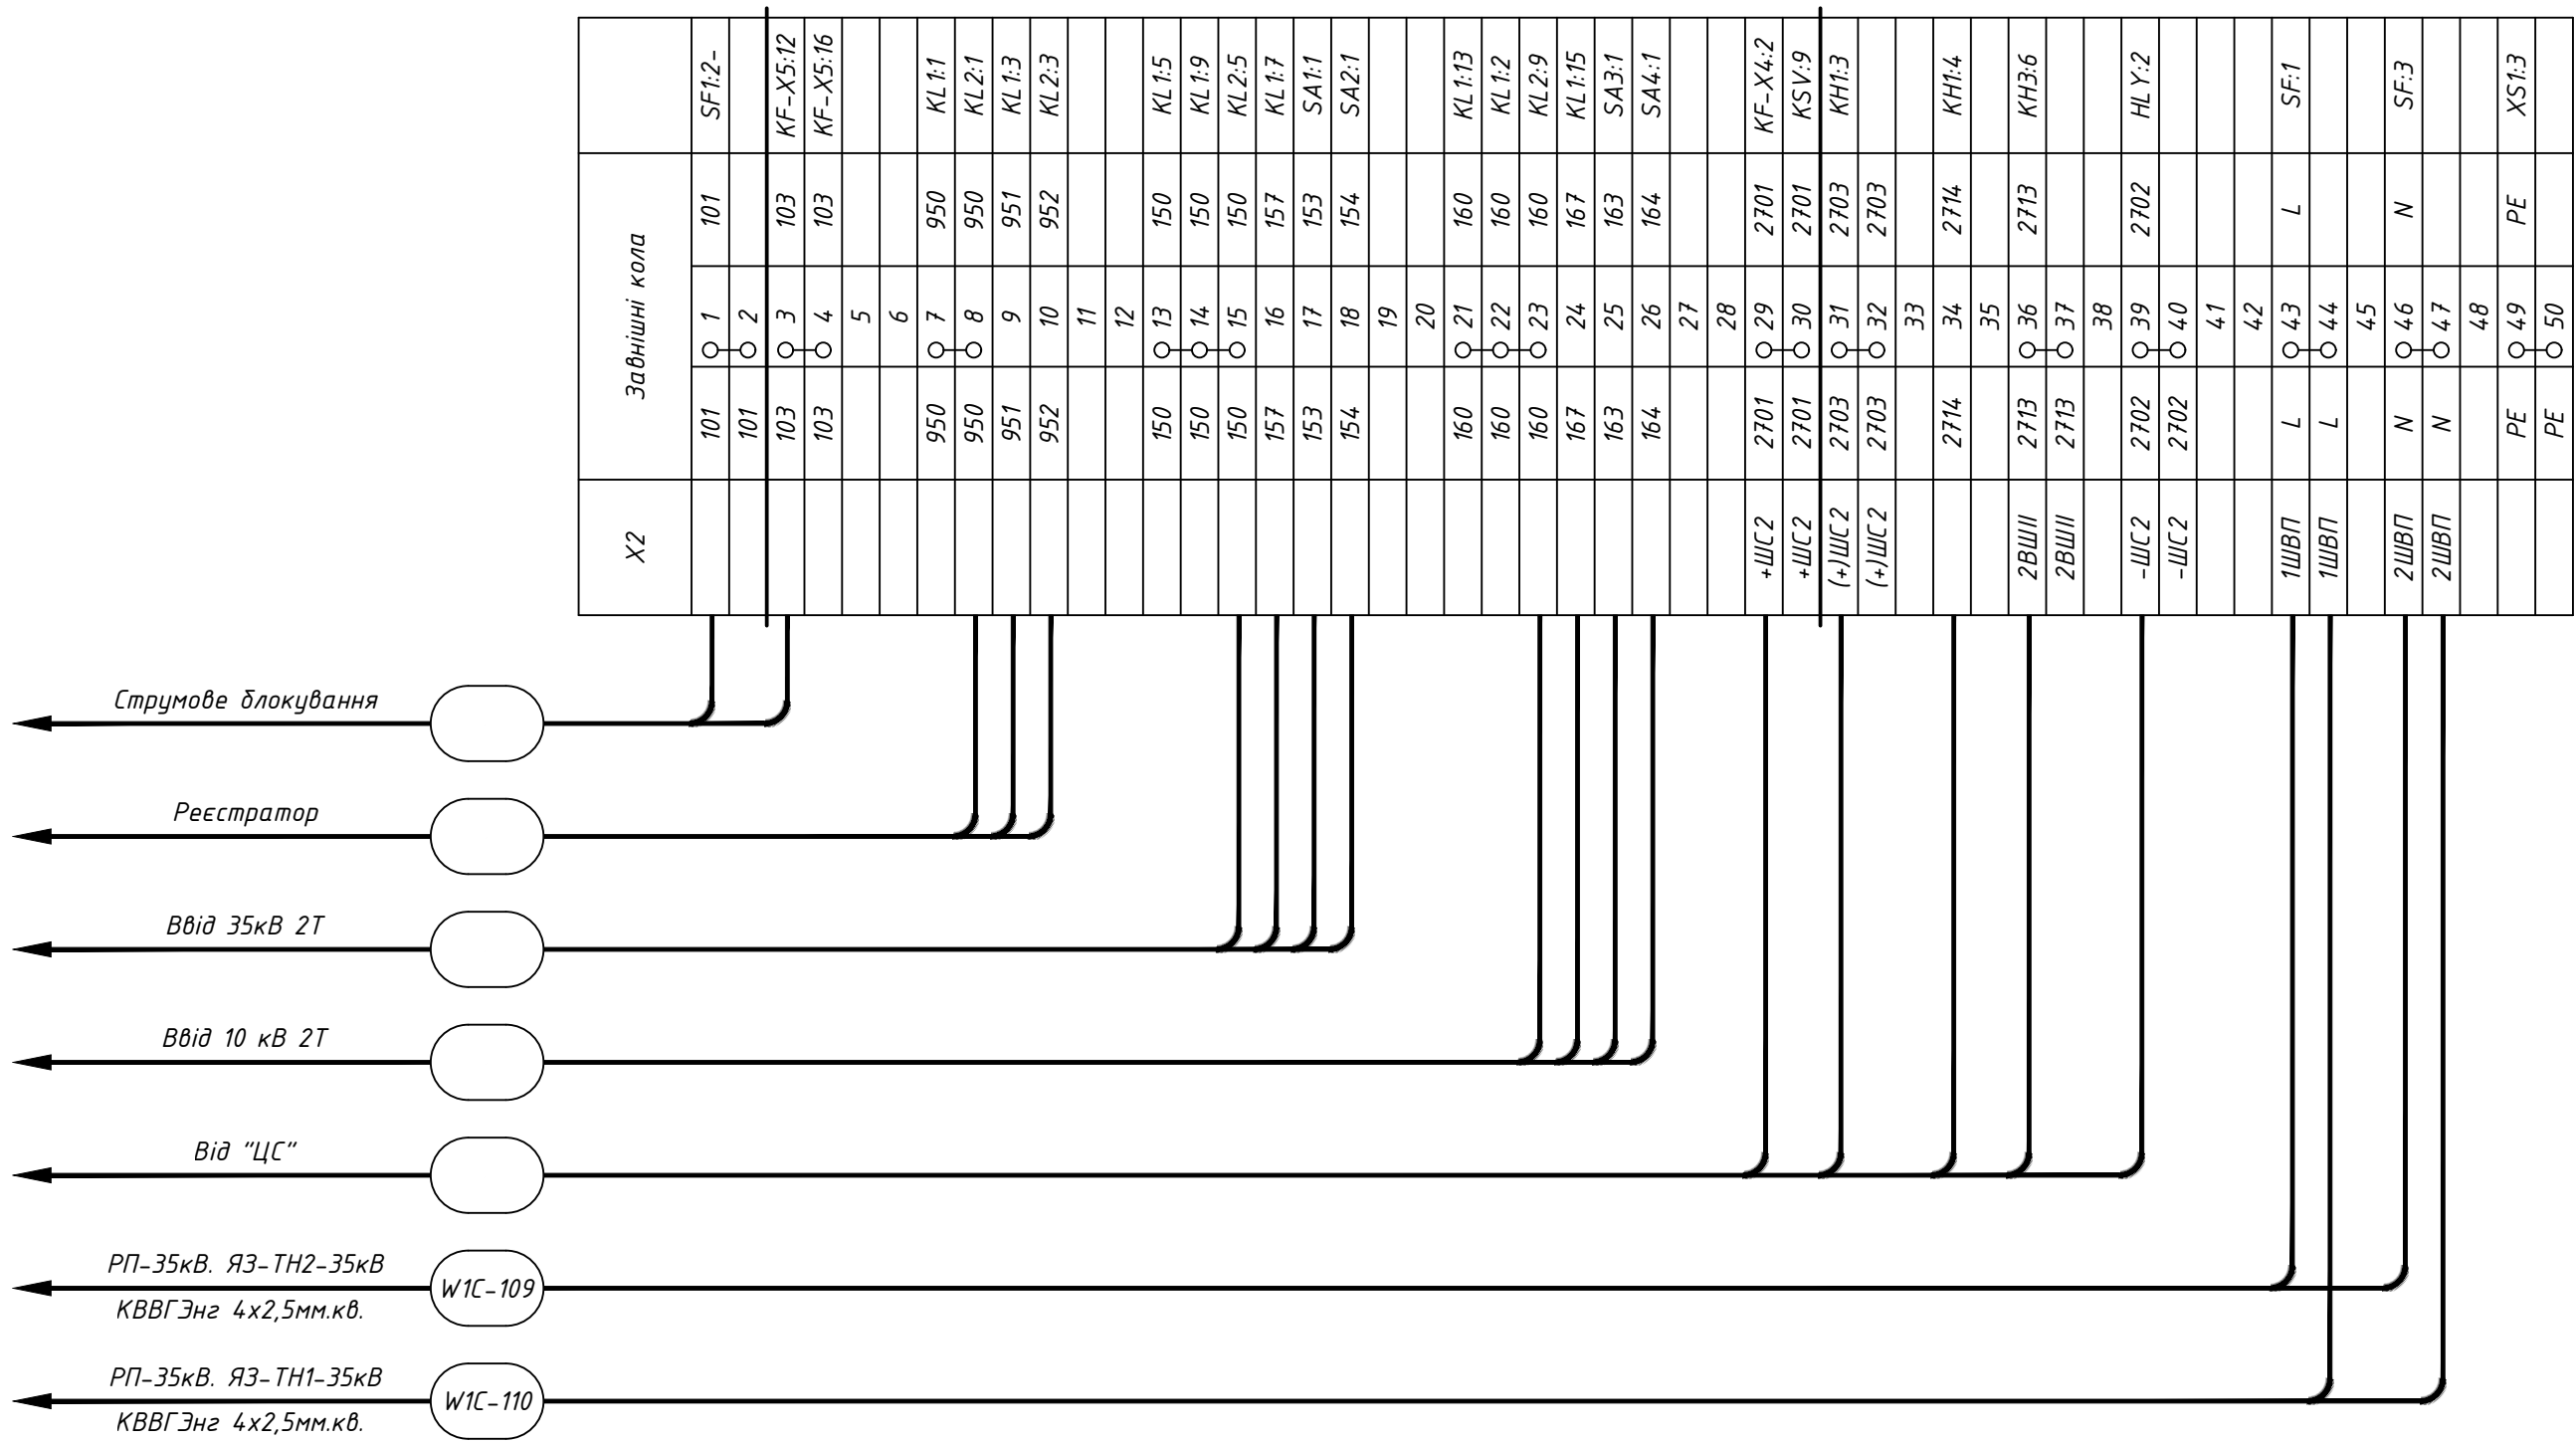 SF1:2-
KF-X5:12
KF-X5:16
KL1:1
KL2:1
KL1:3
KL2:3
KL1:5
KL1:9
KL2:5
KL1:7
SA1:1
SA2:1
KL1:13
KL1:2
KL2:9
KL1:15
SA3:1
SA4:1
KF-X4:2
KSV:9
KH1:3
KH1:4
KH3:6
HLY:2
SF:1
SF:3
XS1:3
Зовнішні кола
101
103
103
950
950
951
952
150
150
150
157
153
154
160
160
160
167
163
164
2701
2701
2703
2703
2714
2713
2702
L
N
PE
1
2
3
4
5
6
7
8
9
10
11
12
13
14
15
16
17
18
19
20
21
22
23
24
25
26
27
28
29
30
31
32
33
34
35
36
37
38
39
40
41
42
43
44
45
46
47
48
49
50
101
101
103
103
950
950
951
952
150
150
150
157
153
154
160
160
160
167
163
164
2701
2701
2703
2703
2714
2713
2713
2702
2702
L
L
N
N
PE
PE
X2
+ШС2
+ШС2
(+)ШС2
(+)ШС2
2ВШІІ
2ВШІІ
-ШС2
-ШС2
1ШВП
1ШВП
2ШВП
2ШВП
Струмове блокування
Реєстратор
Ввід 35кВ 2Т
Ввід 10 кВ 2Т
Від "ЦС"
РП-35кВ. ЯЗ-ТН2-35кВ
W1C-109
КВВГЭнг 4х2,5мм.кв.
РП-35кВ. ЯЗ-ТН1-35кВ
W1C-110
КВВГЭнг 4х2,5мм.кв.